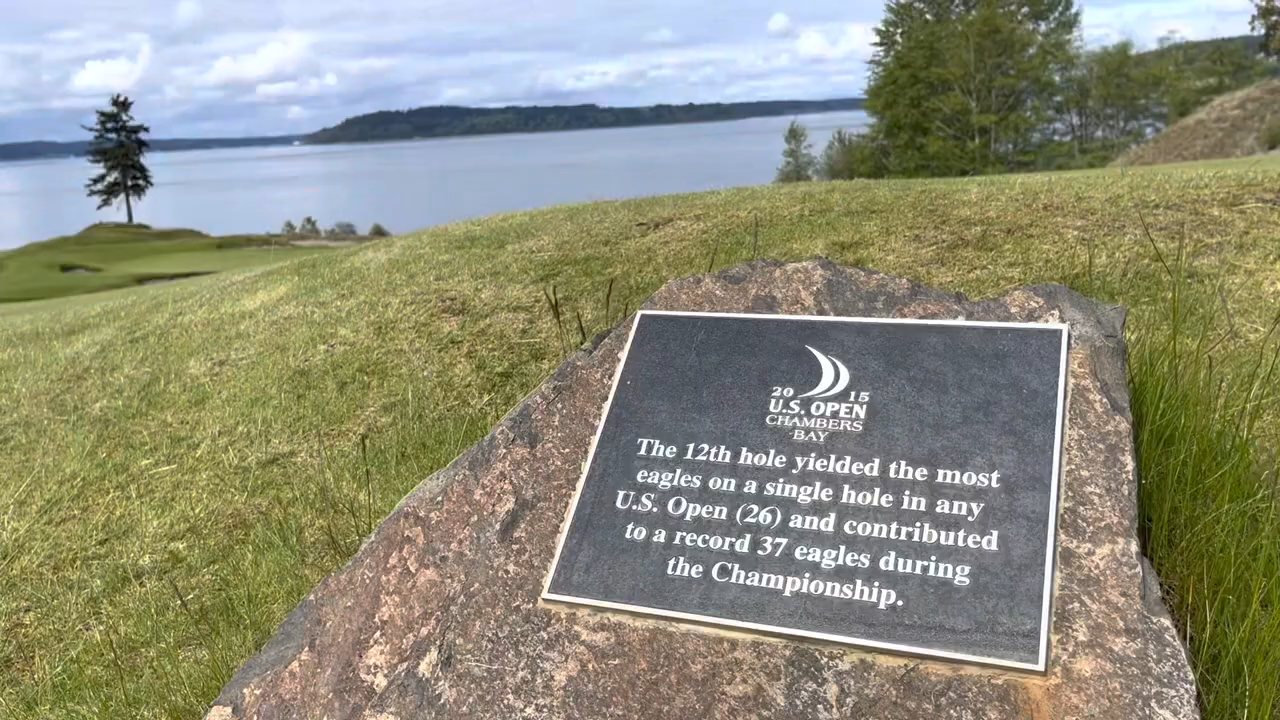 20 15
U.S. OPEN
CHAMBERS
BAY
The 12th hole yielded the most
eagles on a single hole in any
U.S. Open (26) and contributed
to a record 37 eagles during
the Championship.